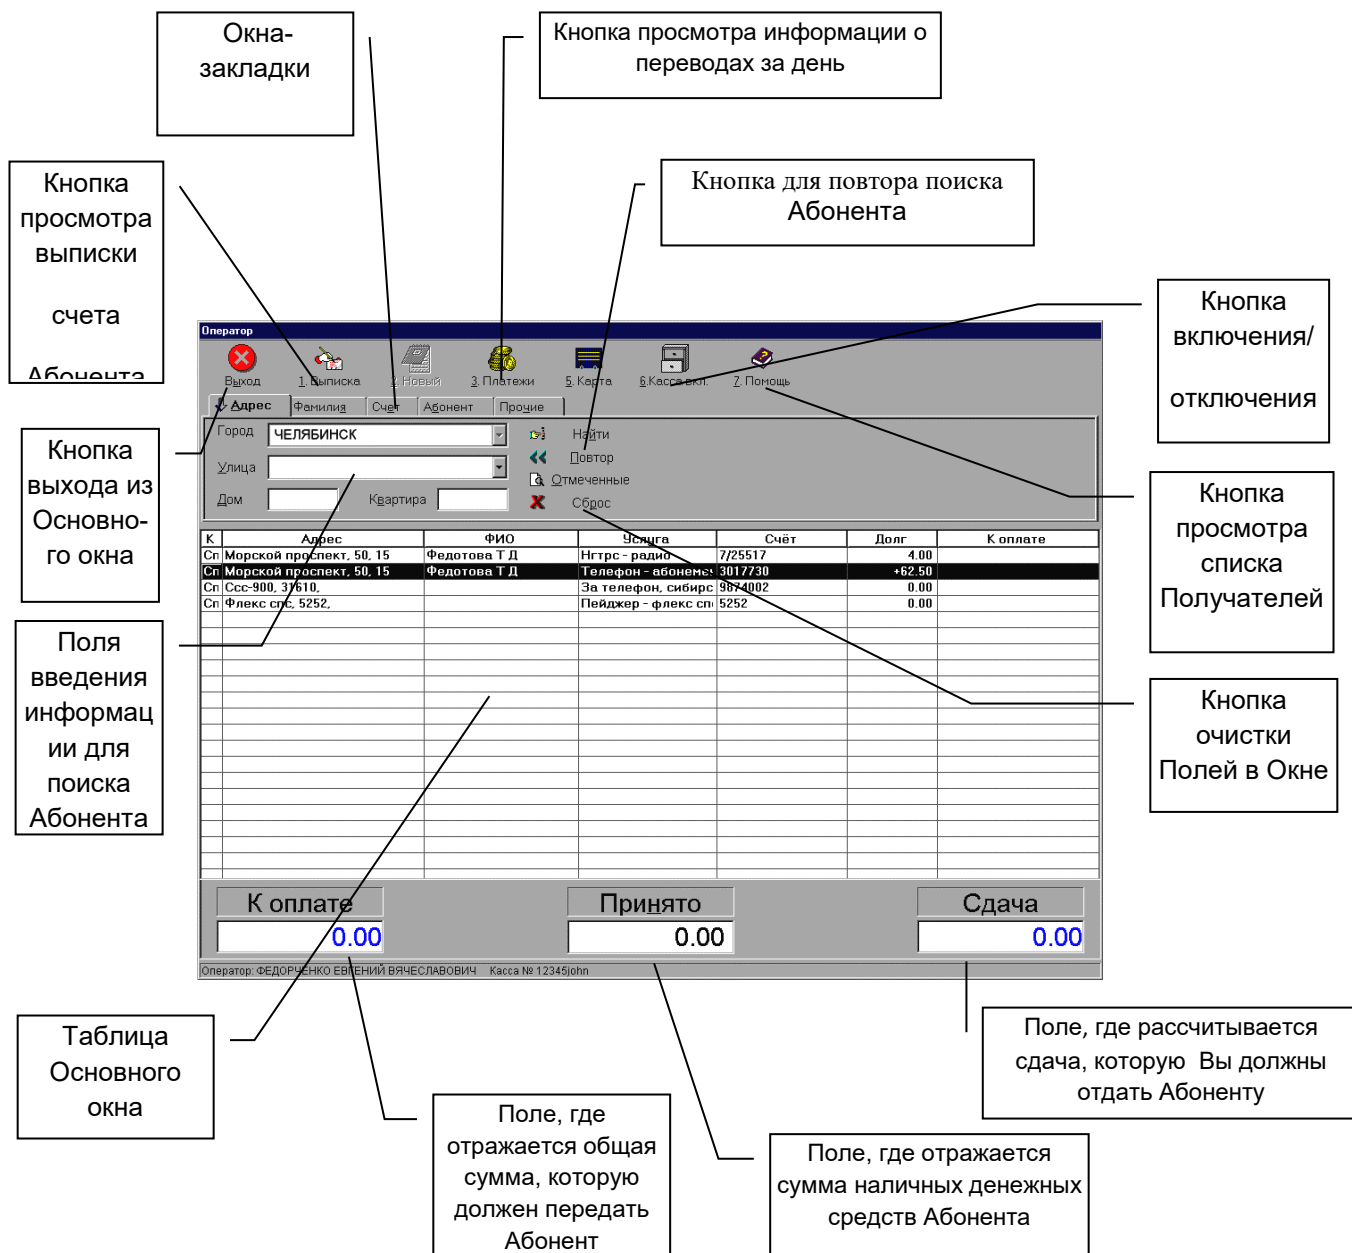 Окна-
закладки
Кнопка просмотра информации о
переводах за день
Кнопка
просмотра
выписки
счета
Абонента
Кнопка для повтора поиска
Абонента
Кнопка
включения/
отключения
Оператор
Выход
1. Выписка
2. Новый
3. Платежи
5. Карта
6.Касса вкл.
7. Помощь
Адрес
Фамилия
Счёт
Абонент
Прочие
Город ЧЕЛЯБИНСК Найти
Улица Повтор
Отмеченные
Дом Квартира Сброс
Кнопка
выхода из
Основно-
го окна
Кнопка
просмотра
списка
Получателей
К Адрес ФИО Услуга Счёт Долг К оплате
Сп Морской проспект, 50, 15 Федотова Т Д Нгтрс - радио 7/25517 4.00
Сп Морской проспект, 50, 15 Федотова Т Д Телефон - абонемен 3017730 +62.50
Сп Ссс-900, 31610, За телефон, сибирс 9874002 0.00
Сп Флекс спс, 5252, Пейджер - флекс сп 5252 0.00
Поля
введения
информац
ии для
поиска
Абонента
Кнопка
очистки
Полей в Окне
К оплате Принято Сдача
0.00 0.00 0.00
Оператор: ФЕДОРЧЕНКО ЕВГЕНИЙ ВЯЧЕСЛАВОВИЧ Касса № 12345john
Таблица
Основного
окна
Поле, где рассчитывается
сдача, которую Вы должны
отдать Абоненту
Поле, где
отражается общая
сумма, которую
должен передать
Абонент
Поле, где отражается
сумма наличных денежных
средств Абонента